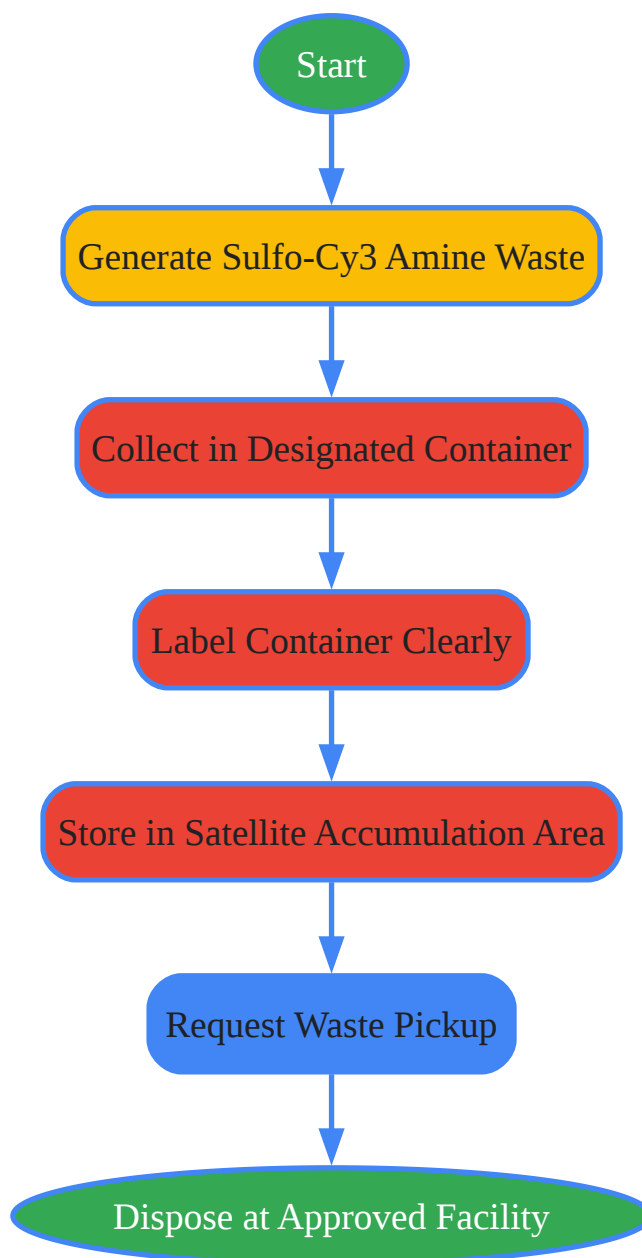 Start
Generate Sulfo-Cy3 Amine Waste
Collect in Designated Container
Label Container Clearly
Store in Satellite Accumulation Area
Request Waste Pickup
Dispose at Approved Facility